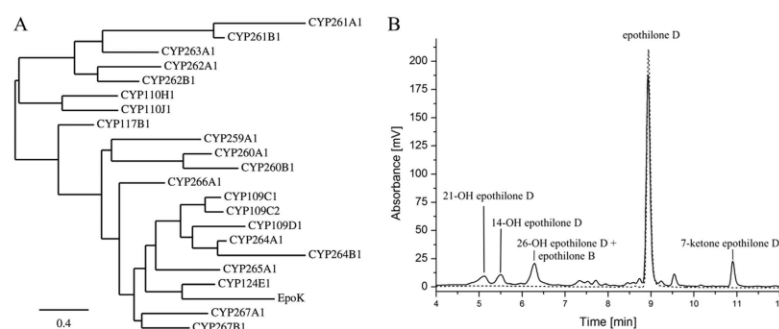 A
CYP261A1
CYP261B1
CYP263A1
CYP262A1
CYP262B1
CYP110H1
CYP110J1
CYP117B1
CYP259A1
CYP260A1
CYP260B1
CYP266A1
CYP109C1
CYP109C2
CYP109D1
CYP264A1
CYP264B1
CYP265A1
CYP124E1
EpoK
CYP267A1
CYP267B1
0.4
B
epothilone D
21-OH epothilone D
14-OH epothilone D
26-OH epothilone D +
epothilone B
7-ketone epothilone D
Absorbance [mV]
200
175
150
125
100
75
50
25
0
4 5 6 7 8 9 10 11 12
Time [min]